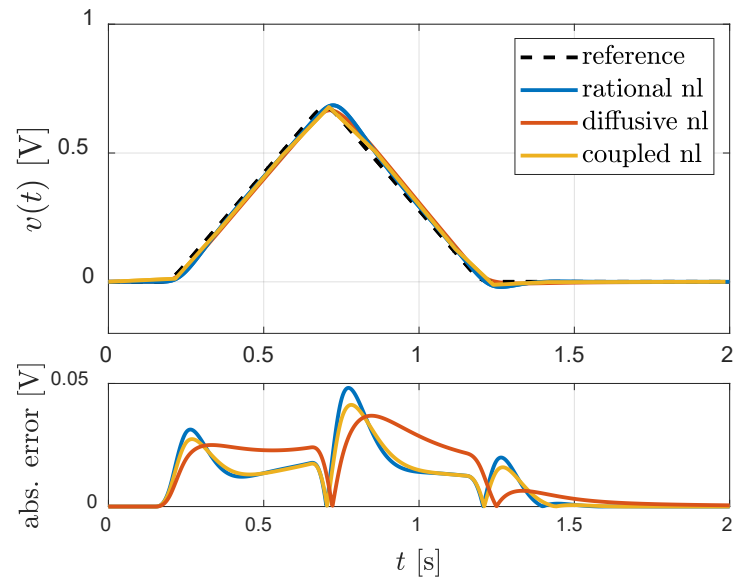 1
0.5
0
v(t) [V]
reference
rational nl
diffusive nl
coupled nl
0 0.5 1 1.5 2
0.05
0
abs. error [V]
0 0.5 1 1.5 2
t [s]